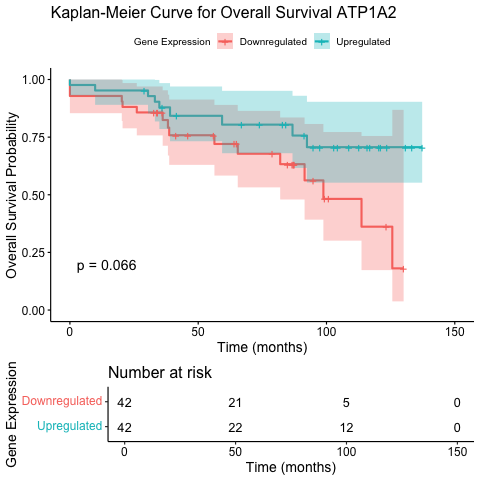 Kaplan-Meier Curve for Overall Survival ATP1A2
Gene Expression Downregulated Upregulated
Overall Survival Probability
1.00
0.75
0.50
0.25
0.00
p = 0.066
0 50 100 150
Time (months)
Number at risk
Gene Expression
Downregulated 42 21 5 0
Upregulated 42 22 12 0
0 50 100 150
Time (months)